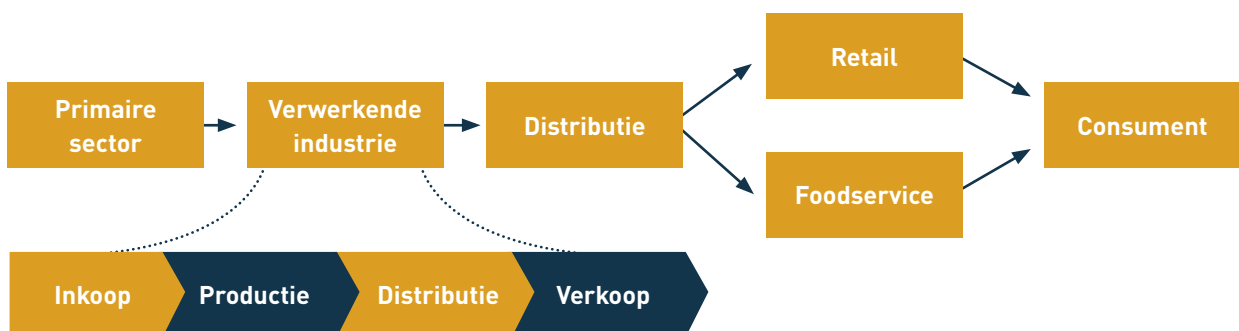 Primaire
sector
Verwerkende
industrie
Distributie
Retail
Foodservice
Consument
Inkoop
Productie
Distributie
Verkoop